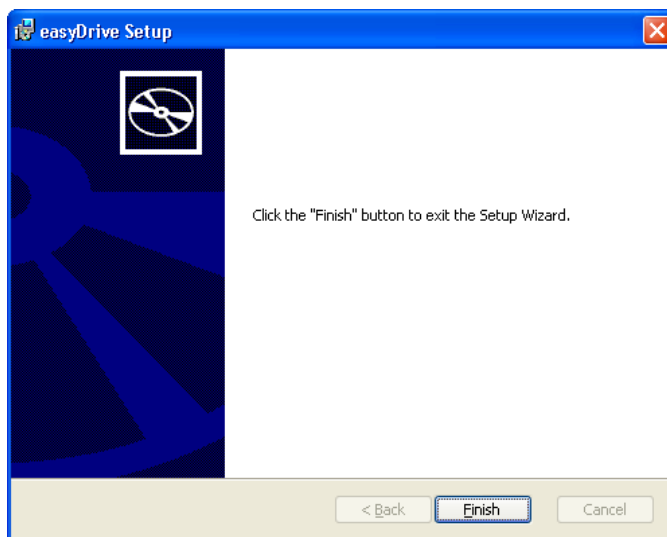 easyDrive Setup
Click the "Finish" button to exit the Setup Wizard.
< Back
Finish
Cancel